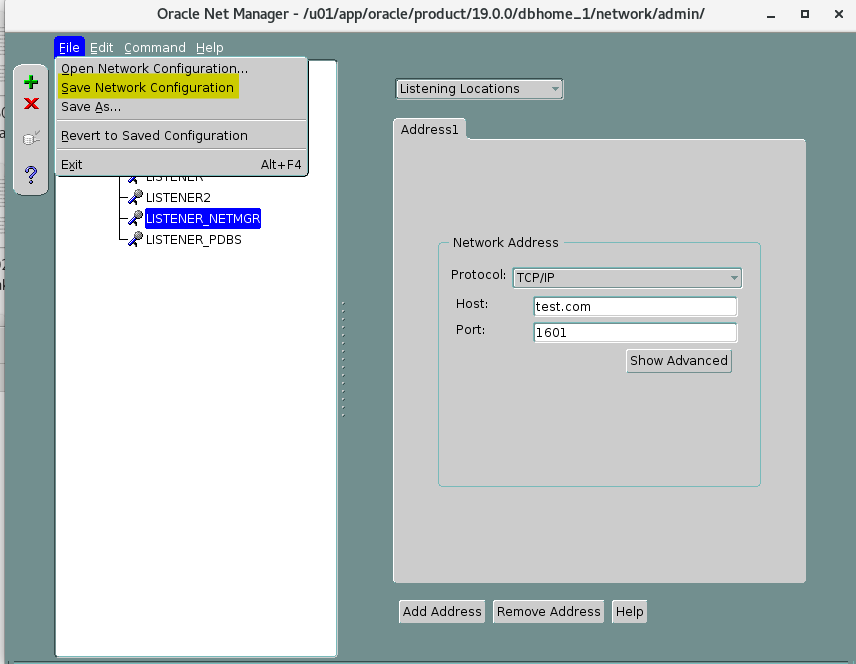 Oracle Net Manager - /u01/app/oracle/product/19.0.0/dbhome_1/network/admin/
File Edit Command Help
Open Network Configuration...
Save Network Configuration
Save As...
Revert to Saved Configuration
Exit Alt+F4
LISTENER
LISTENER2
LISTENER_NETMGR
LISTENER_PDBS
Listening Locations
Address1
Network Address
Protocol: TCP/IP
Host: test.com
Port: 1601
Show Advanced
Add Address Remove Address Help